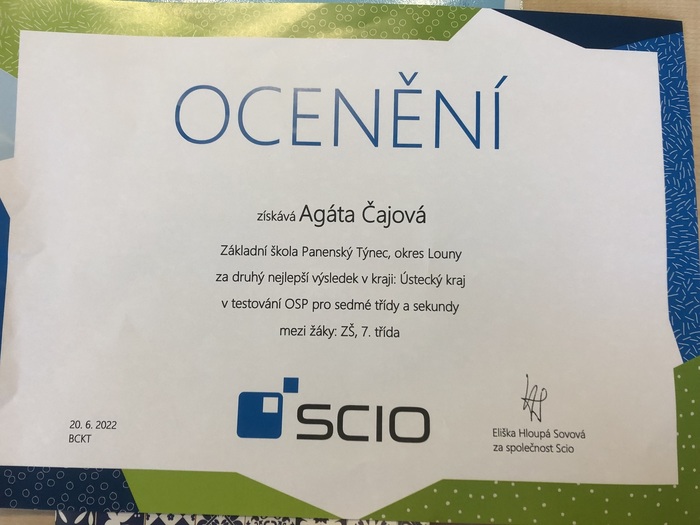 OCENĚNÍ
získává Agáta Čajová
Základní škola Panenský Týnec, okres Louny
za druhý nejlepší výsledek v kraji: Ústecký kraj
v testování OSP pro sedmé třídy a sekundy
mezi žáky: ZŠ, 7. třída
SCIO
20. 6. 2022
BCKT
Eliška Hloupá Sovová
za společnost Scio